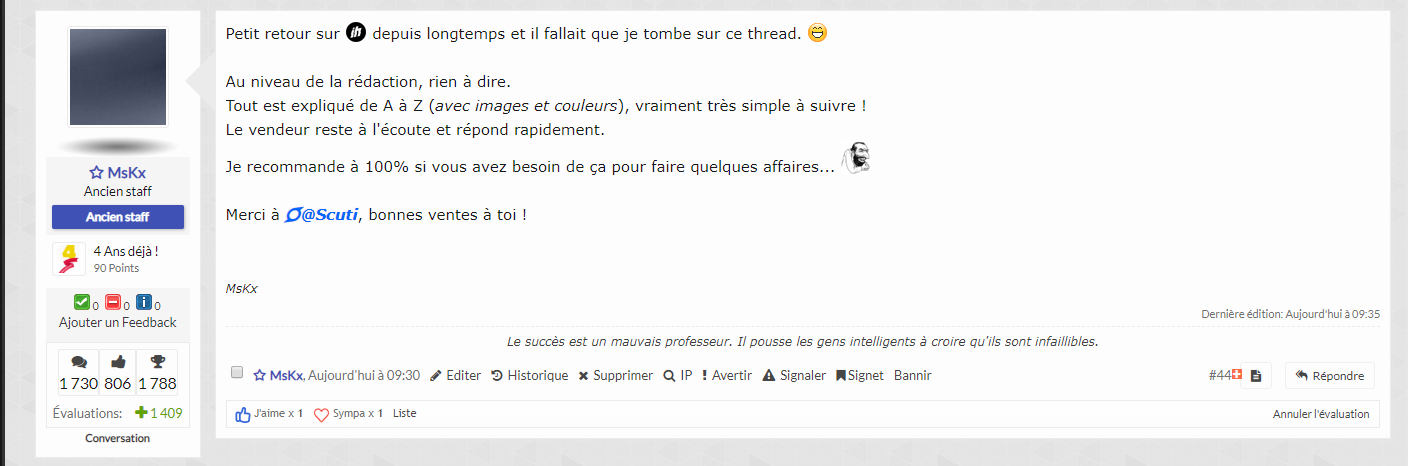 MsKx
Ancien staff
Ancien staff
4 Ans déjà !
90 Points
0 0 0
Ajouter un Feedback
1 730 806 1 788
Évaluations: 1 409
Conversation
Petit retour sur ih depuis longtemps et il fallait que je tombe sur ce thread.
Au niveau de la rédaction, rien à dire.
Tout est expliqué de A à Z (avec images et couleurs), vraiment très simple à suivre !
Le vendeur reste à l'écoute et répond rapidement.
Je recommande à 100% si vous avez besoin de ça pour faire quelques affaires...
Merci à @Scuti, bonnes ventes à toi !
MsKx
Dernière édition: Aujourd'hui à 09:35
Le succès est un mauvais professeur. Il pousse les gens intelligents à croire qu'ils sont infaillibles.
MsKx, Aujourd'hui à 09:30 Editer Historique Supprimer IP Avertir Signaler Signet Bannir #44 Répondre
J'aime x 1 Sympa x 1 Liste Annuler l'évaluation